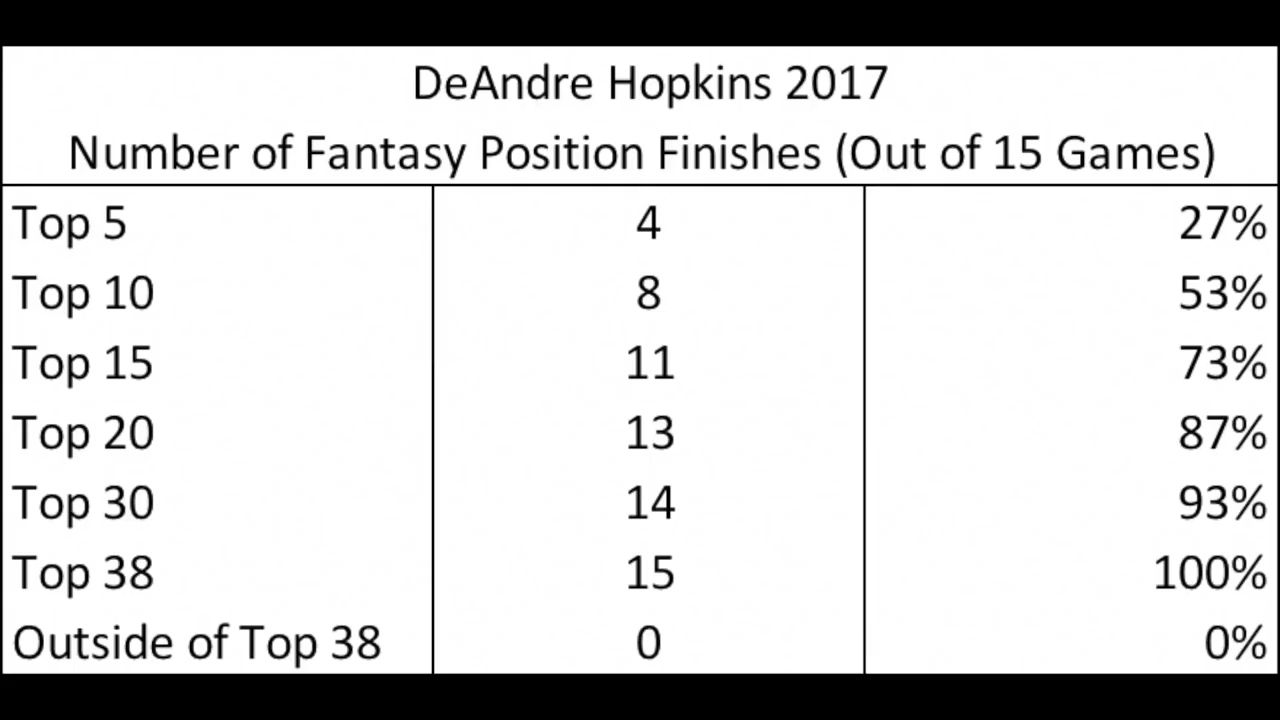 DeAndre Hopkins 2017
Number of Fantasy Position Finishes (Out of 15 Games)
Top 5 4 27%
Top 10 8 53%
Top 15 11 73%
Top 20 13 87%
Top 30 14 93%
Top 38 15 100%
Outside of Top 38 0 0%